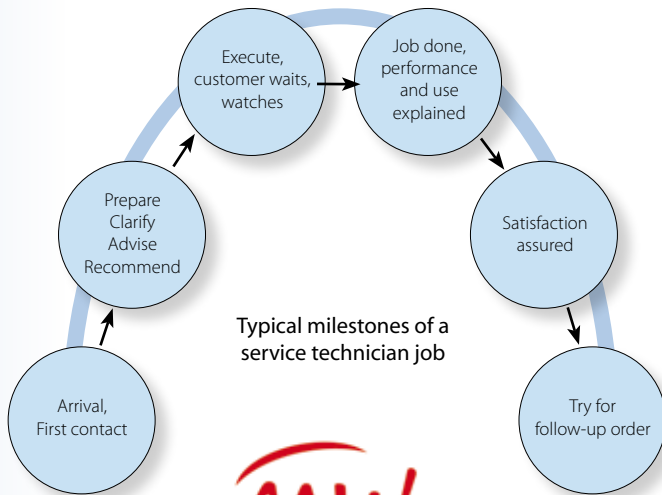 Execute,
customer waits,
watches
Job done,
performance
and use
explained
Prepare
Clarify
Advise
Recommend
Satisfaction
assured
Typical milestones of a
service technician job
Arrival,
First contact
Try for
follow-up order